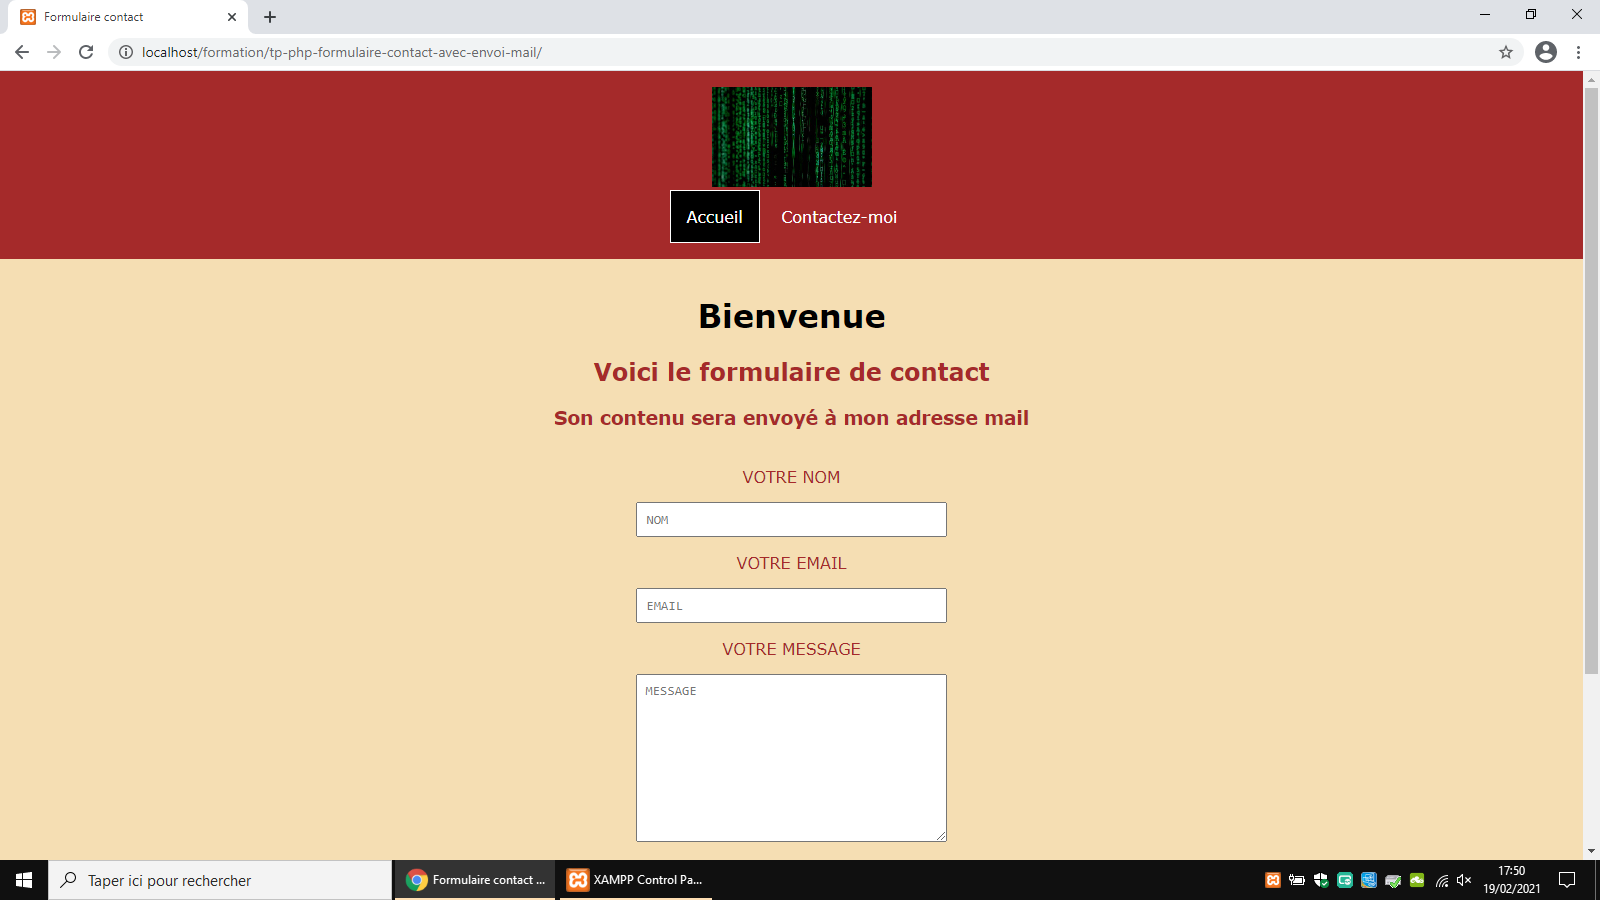 Formulaire contact
localhost/formation/tp-php-formulaire-contact-avec-envoi-mail/
Accueil
Contactez-moi
Bienvenue
Voici le formulaire de contact
Son contenu sera envoyé à mon adresse mail
VOTRE NOM
NOM
VOTRE EMAIL
EMAIL
VOTRE MESSAGE
MESSAGE
Taper ici pour rechercher
Formulaire contact ...
XAMPP Control Pa...
17:50
19/02/2021